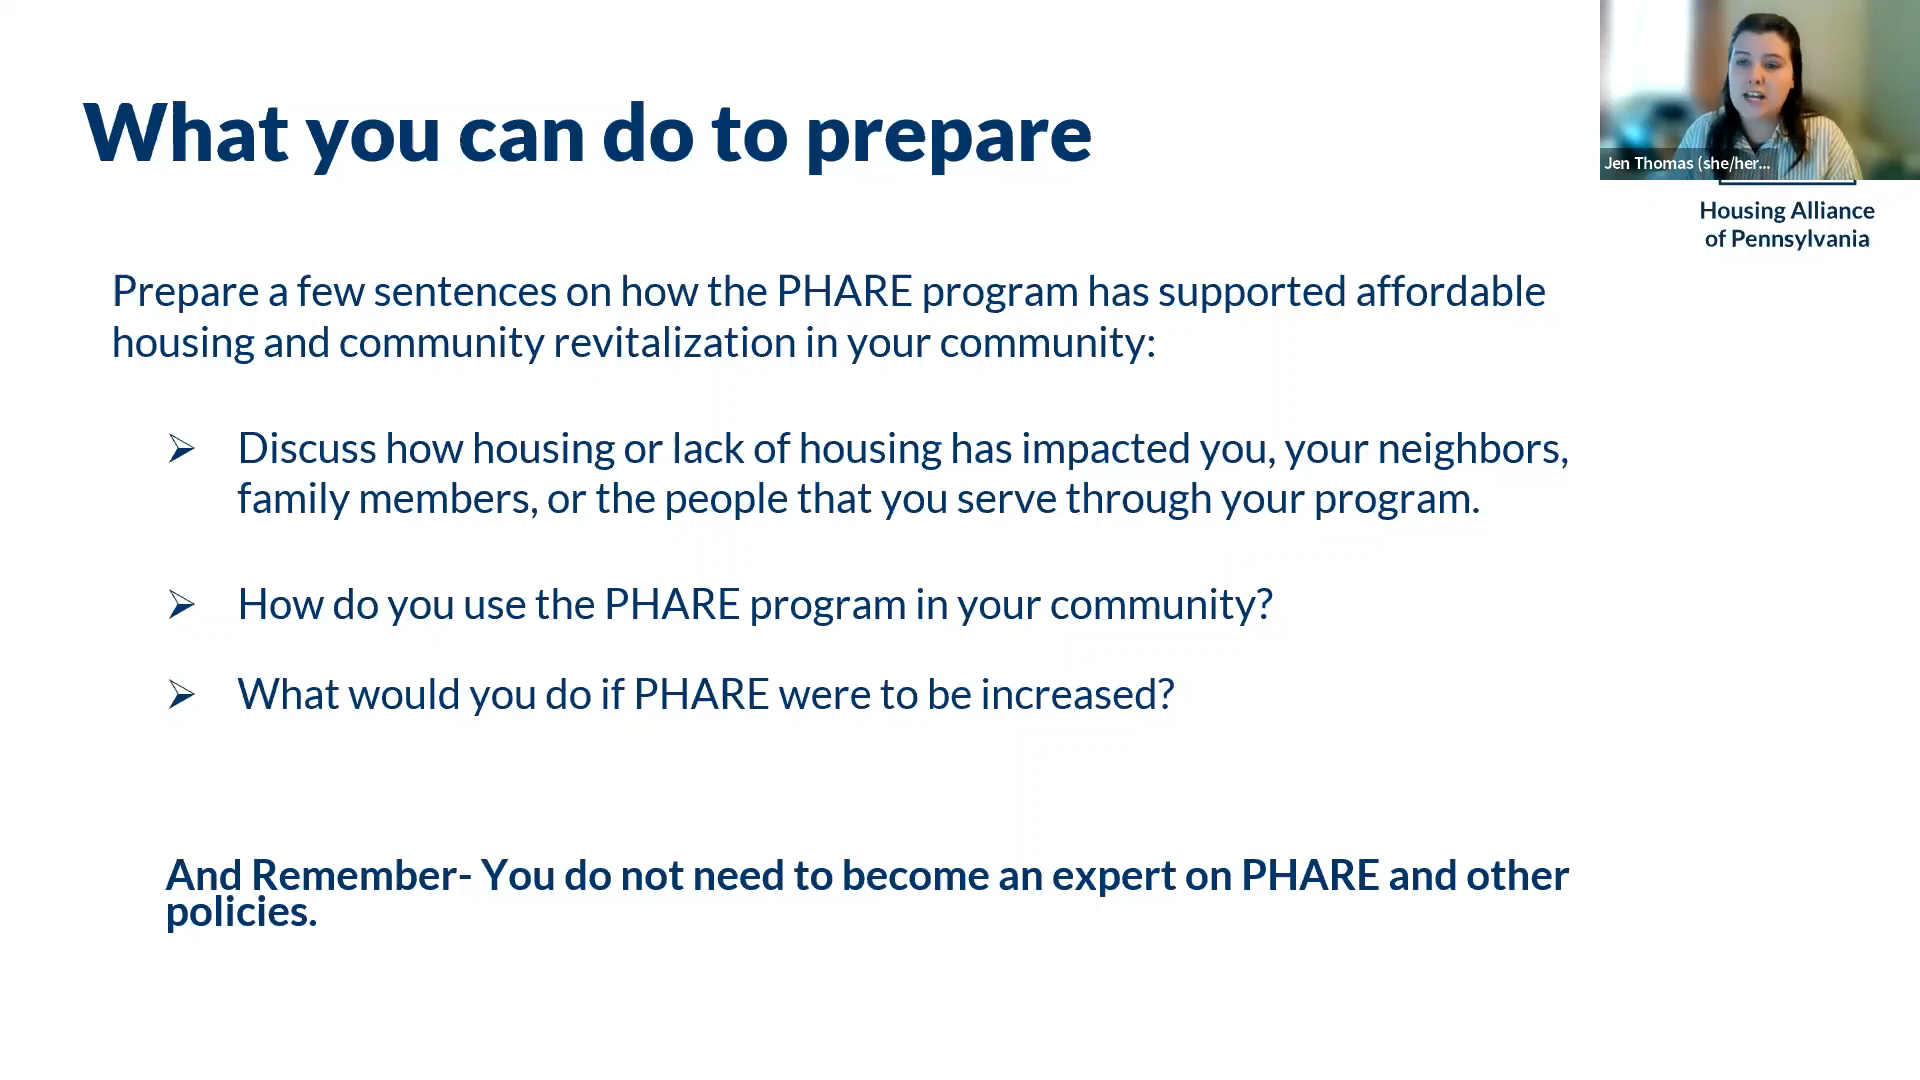 What you can do to prepare
Jen Thomas (she/her...
Housing Alliance
of Pennsylvania
Prepare a few sentences on how the PHARE program has supported affordable
housing and community revitalization in your community:
Discuss how housing or lack of housing has impacted you, your neighbors,
family members, or the people that you serve through your program.
How do you use the PHARE program in your community?
What would you do if PHARE were to be increased?
And Remember- You do not need to become an expert on PHARE and other
policies.